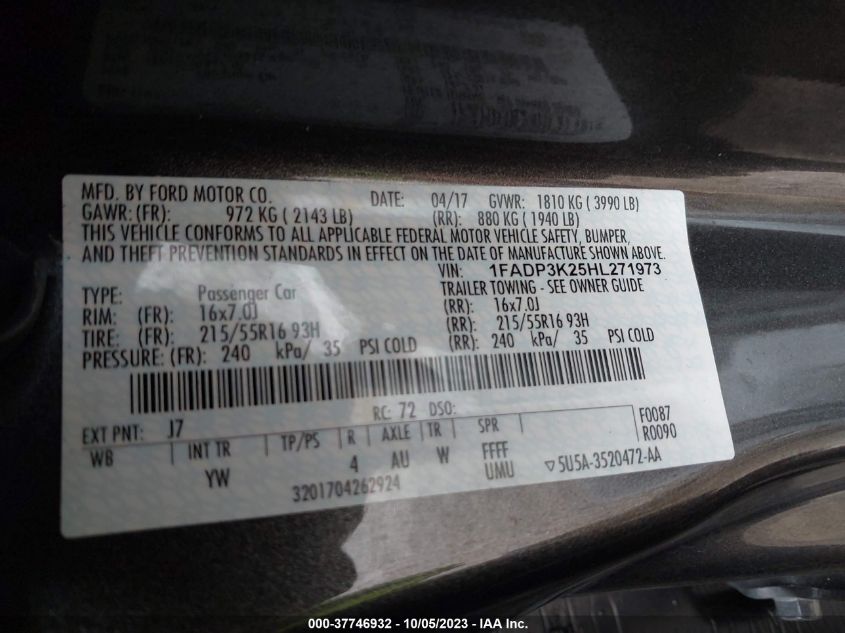 MFD. BY FORD MOTOR CO. DATE: 04/17 GVWR: 1810 KG ( 3990 LB)
GAWR: (FR): 972 KG ( 2143 LB) (RR): 880 KG ( 1940 LB)
THIS VEHICLE CONFORMS TO ALL APPLICABLE FEDERAL MOTOR VEHICLE SAFETY, BUMPER,
AND THEFT PREVENTION STANDARDS IN EFFECT ON THE DATE OF MANUFACTURE SHOWN ABOVE.
VIN: 1FADP3K25HL271973
TYPE: Passenger Car TRAILER TOWING - SEE OWNER GUIDE
RIM: (FR): 16x7.0J (RR): 16x7.0J
TIRE: (FR): 215/55R16 93H (RR): 215/55R16 93H
PRESSURE: (FR): 240 kPa/ 35 PSI COLD (RR): 240 kPa/ 35 PSI COLD
EXT PNT: J7 RC: 72 DSO: F0087
WB INT TR TP/PS R AXLE TR SPR R0090
YW 4 AU W FFFF
3201704262924 UMU ▽5U5A-3520472-AA
000-37746932 - 10/05/2023 - IAA Inc.